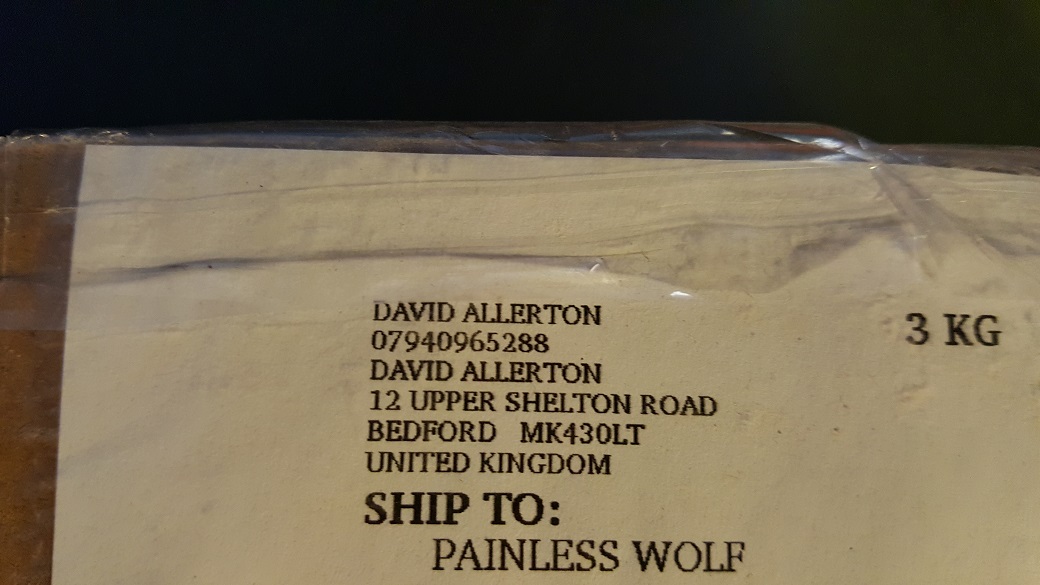 DAVID ALLERTON
07940965288
DAVID ALLERTON
12 UPPER SHELTON ROAD
BEDFORD MK430LT
UNITED KINGDOM
3 KG
SHIP TO:
PAINLESS WOLF